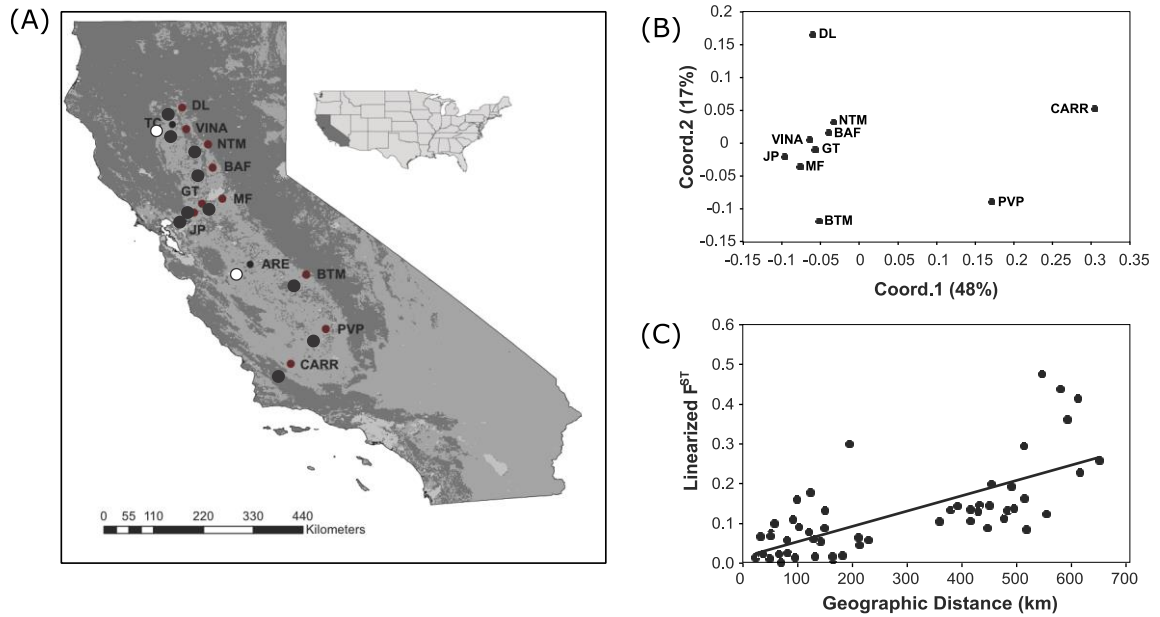 (A)
DL
TC
VINA
NTM
BAF
GT
MF
JP
ARE
BTM
PVP
CARR
0 55 110 220 330 440
Kilometers
(B)
0.2
0.15
0.1
0.05
0
-0.05
-0.1
-0.15
Coord.2 (17%)
DL
CARR
NTM
BAF
VINA
GT
JP
MF
PVP
BTM
-0.15 -0.1 -0.05 0 0.05 0.1 0.15 0.2 0.25 0.3 0.35
Coord.1 (48%)
(C)
0.6
0.5
0.4
0.3
0.2
0.1
0.0
Linearized FST
0 100 200 300 400 500 600 700
Geographic Distance (km)